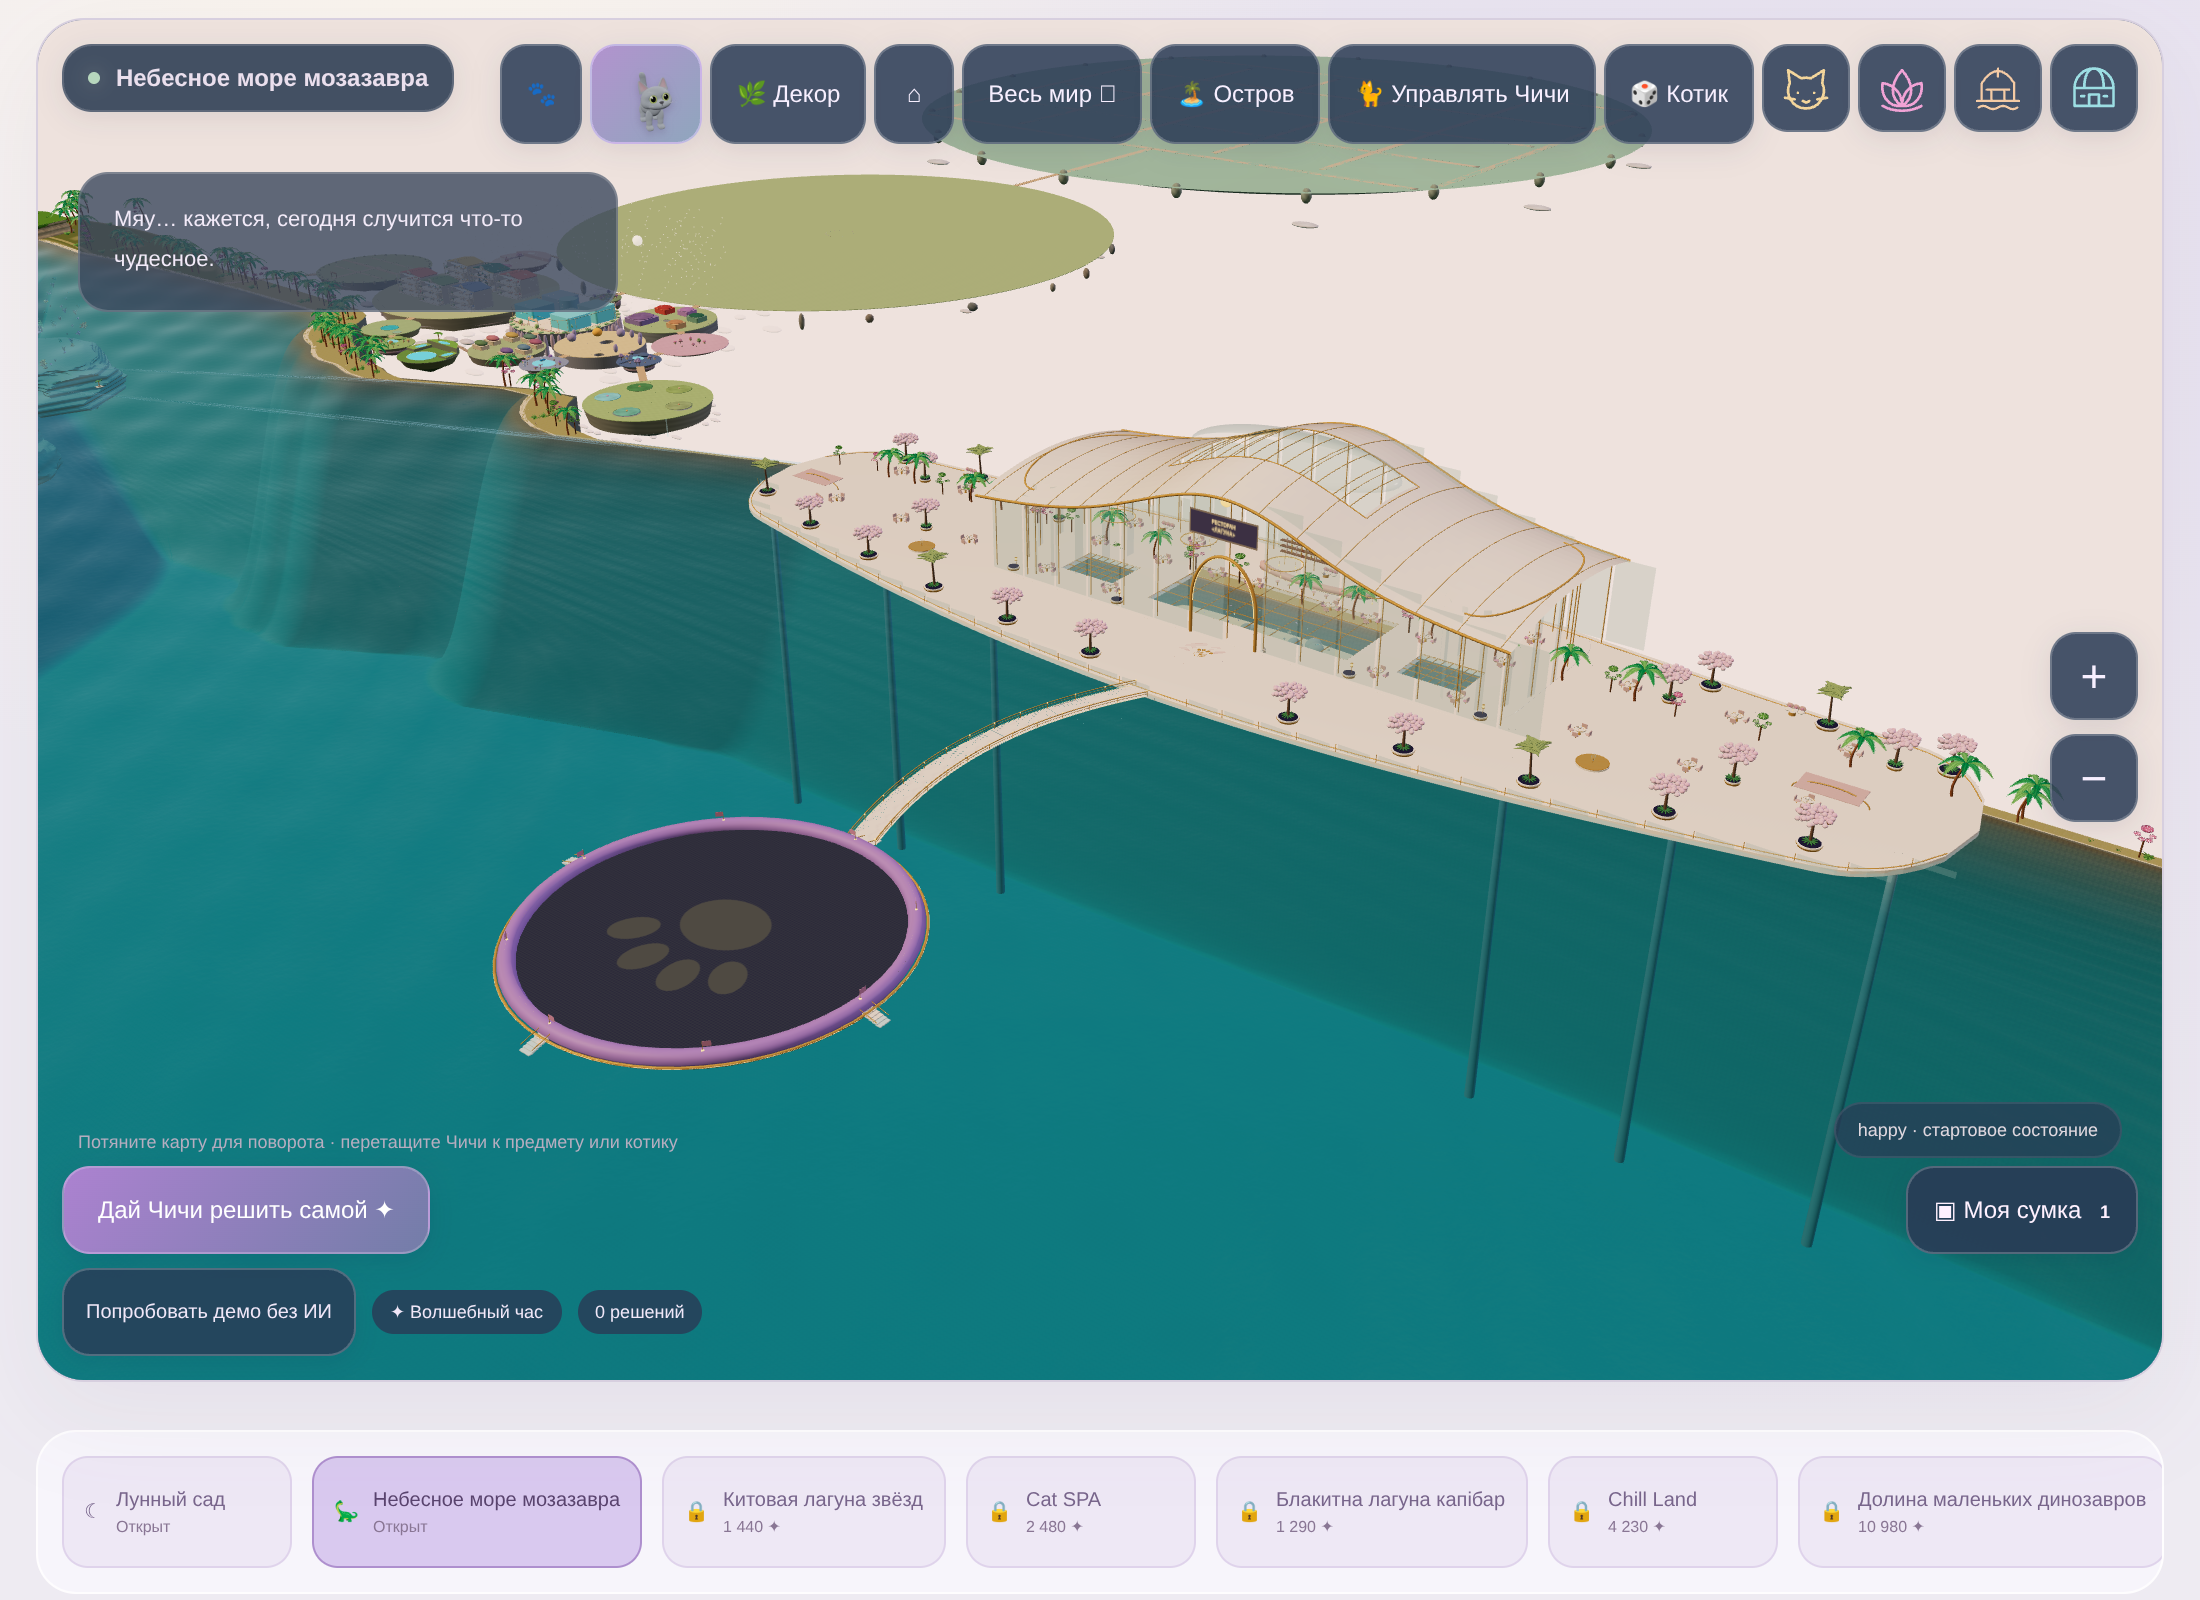 Небесное море мозазавра
Декор
Весь мир
Остров
Управлять Чичи
Котик
Мяу… кажется, сегодня случится что-то
чудесное.
РЕСТОРАН
«ЛАГУНА»
+
−
Потяните карту для поворота · перетащите Чичи к предмету или котику
happy · стартовое состояние
Дай Чичи решить самой ✦
Моя сумка 1
Попробовать демо без ИИ
✦ Волшебный час
0 решений
Лунный сад
Открыт
Небесное море мозазавра
Открыт
Китовая лагуна звёзд
1 440 ✦
Cat SPA
2 480 ✦
Блакитна лагуна капібар
1 290 ✦
Chill Land
4 230 ✦
Долина маленьких динозавров
10 980 ✦